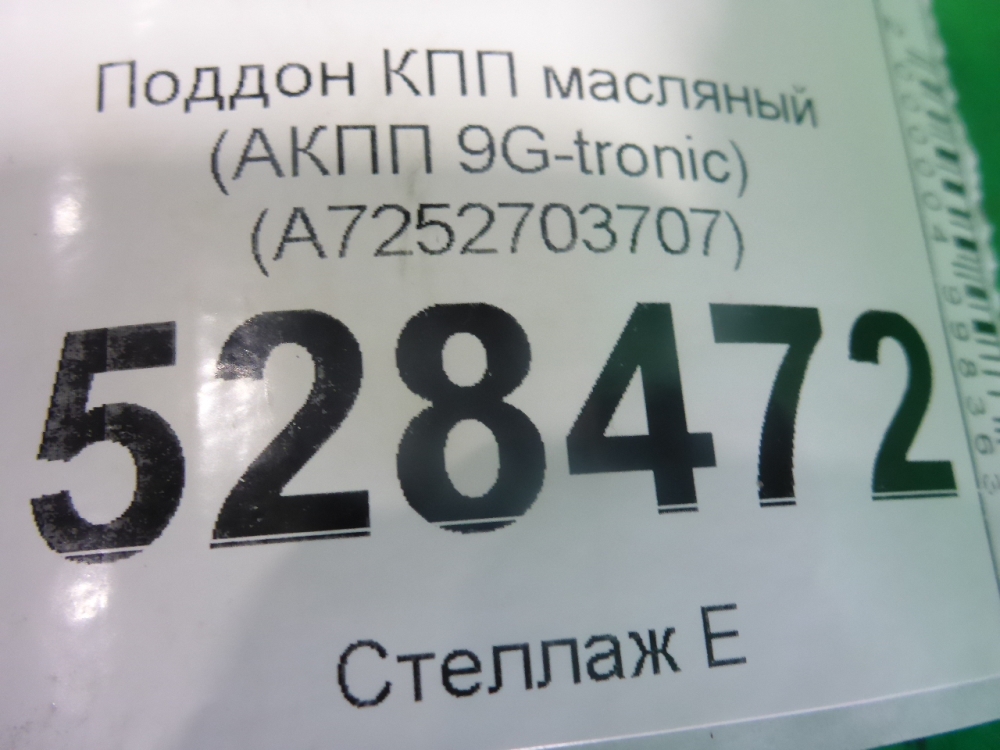 Поддон КПП масляный
(АКПП 9G-tronic)
(A7252703707)
528472
Стеллаж Е